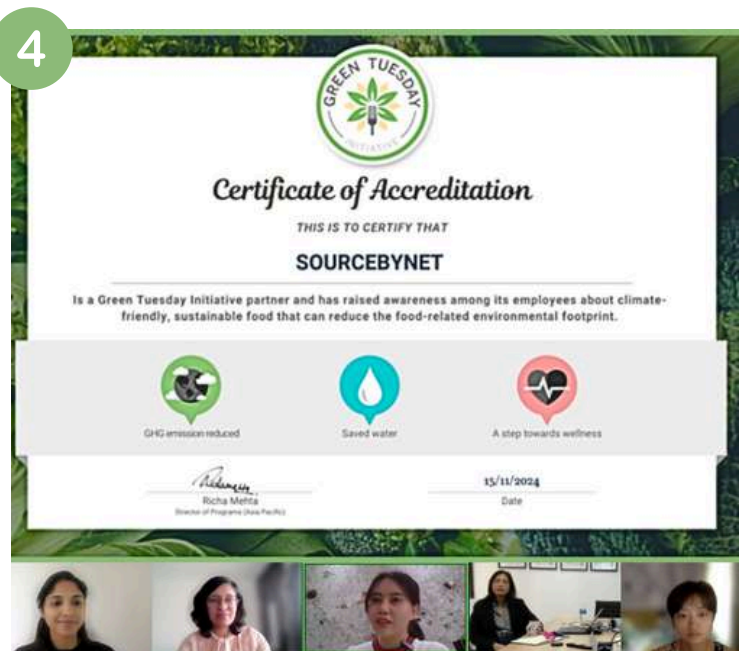 4
GREEN TUESDAY
INITIATIVE
Certificate of Accreditation
THIS IS TO CERTIFY THAT
SOURCEBYNET
Is a Green Tuesday Initiative partner and has raised awareness among its employees about climate-
friendly, sustainable food that can reduce the food-related environmental footprint.
GHG emission reduced
Saved water
A step towards wellness
Richa Mehta
Director of Programs (Asia Pacific)
15/11/2024
Date